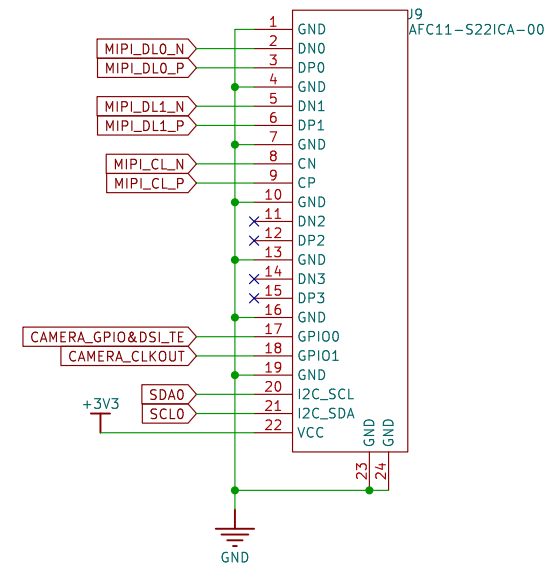 J9
AFC11-S22ICA-00
1 GND
MIPI_DL0_N 2 DN0
MIPI_DL0_P 3 DP0
4 GND
MIPI_DL1_N 5 DN1
MIPI_DL1_P 6 DP1
7 GND
MIPI_CL_N 8 CN
MIPI_CL_P 9 CP
10 GND
11 DN2
12 DP2
13 GND
14 DN3
15 DP3
16 GND
CAMERA_GPIO&DSI_TE 17 GPIO0
CAMERA_CLKOUT 18 GPIO1
19 GND
SDA0 20 I2C_SCL
+3V3
SCL0 21 I2C_SDA
22 VCC
GND 23
GND 24
GND